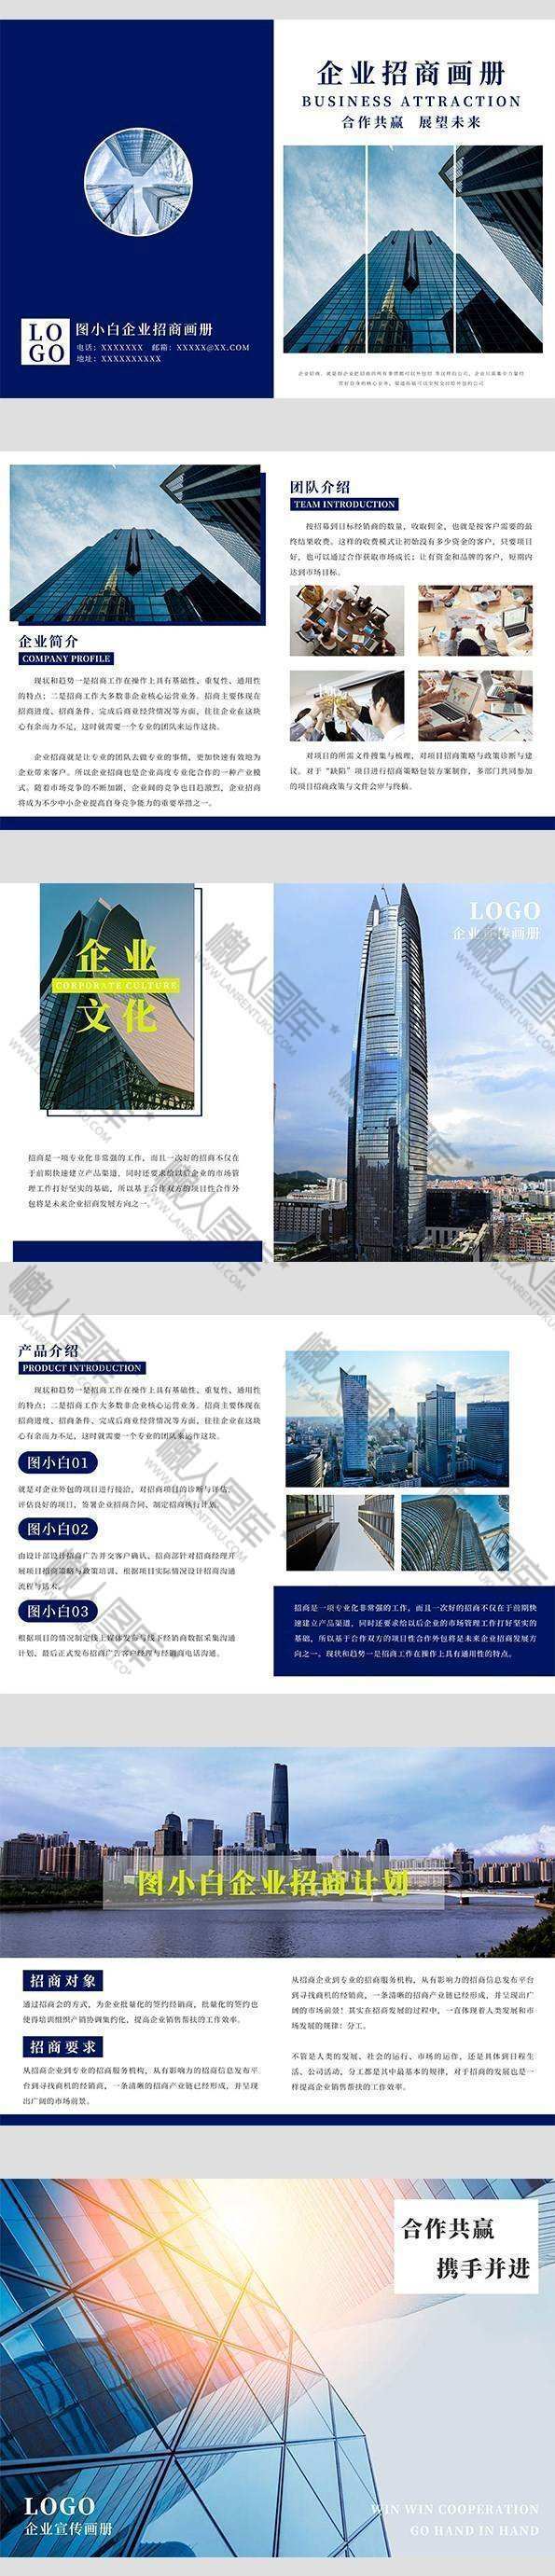 企业招商画册
BUSINESS ATTRACTION
合作共赢 展望未来
LO
GO
图小白企业招商画册
电话：XXXXXXX 邮箱：XXXXX@XX.COM
地址：XXXXXXXXXX
企业简介
COMPANY PROFILE
现状和趋势一是招商工作在操作上具有基础性、重复性、通用性
的特点；二是招商工作大多数非企业核心运营业务。招商主要体现在
招商进度、招商条件、完成后商业经营情况等方面。往往企业在这块
心有余而力不足，这时就需要一个专业的团队来运作这块。
企业招商就是让专业的团队去做专业的事情，更加快速有效地为
企业带来客户。所以企业招商也是企业高度专业化合作的一种产业模
式。随着市场竞争的不断加剧，企业间的竞争也日趋激烈，企业招商
将成为不少中小企业提高自身竞争能力的重要举措之一。
团队介绍
TEAM INTRODUCTION
按招募到目标经销商的数量，收取佣金，也就是按客户需要的最
终结果收费。这样的收费模式让初始没有多少资金的客户，只要项目
好，也可以通过合作获取市场成长；让有资金和品牌的客户，短期内
达到市场目标。
对项目的所需文件搜集与梳理，对项目招商策略与政策诊断与建
议。对于“缺陷”项目进行招商策略包装方案制作，多部门共同参加
的项目招商政策与文件会审与终稿。
企业
CORPORATE CULTURE
文化
招商是一项专业化非常强的工作，而且一次好的招商不仅在
于前期快速建立产品渠道，同时还要求给以后企业的市场管
理工作打好坚实的基础，所以基于合作双方的项目性合作外
包将是未来企业招商发展方向之一。
LOGO
企业宣传画册
产品介绍
PRODUCT INTRODUCTION
现状和趋势一是招商工作在操作上具有基础性、重复性、通用性
的特点；二是招商工作大多数非企业核心运营业务。招商主要体现在
招商进度、招商条件、完成后商业经营情况等方面。往往企业在这块
心有余而力不足，这时就需要一个专业的团队来运作这块。
图小白01
就是对企业外包的项目进行接洽，对招商项目的诊断与评估。
评估良好的项目，签署企业招商合同、制定招商执行计划。
图小白02
由设计部设计招商广告并交客户确认、招商部针对招商经理开
展项目招商策略与政策培训。根据项目实际情况设计招商沟通
流程与话术。
图小白03
根据项目的情况制定线上媒体发布与线下经销商数据采集沟通
计划，最后正式发布招商广告客户经理与经销商电话沟通。
招商是一项专业化非常强的工作，而且一次好的招商不仅在于前期快
速建立产品渠道，同时还要求给以后企业的市场管理工作打好坚实的
基础，所以基于合作双方的项目性合作外包将是未来企业招商发展方
向之一。现状和趋势一是招商工作在操作上具有通用性的特点。
图小白企业招商计划
招商对象
通过招商会的方式，为企业批量化的签约经销商，批量化的签约也
使得培训组织产销协调集约化，提高企业销售帮扶的工作效率。
招商要求
从招商企业到专业的招商服务机构，从有影响力的招商信息发布平
台到寻找商机的经销商，一条清晰的招商产业链已经形成，并呈现
出广阔的市场前景。
从招商企业到专业的招商服务机构，从有影响力的招商信息发布平台
到寻找商机的经销商，一条清晰的招商产业链已经形成，并呈现出广
阔的市场前景！其实在招商发展的过程中，一直体现着人类发展和市
场发展的规律：分工。
不管是人类的发展、社会的运行、市场的运作，还是具体到日程生
活、公司活动，分工都是其中最基本的规律，对于招商的发展也是一
样提高企业销售帮扶的工作效率。
合作共赢
携手并进
LOGO
企业宣传画册
WIN WIN COOPERATION
GO HAND IN HAND
懒人图库
WWW.LANRENTUKU.COM